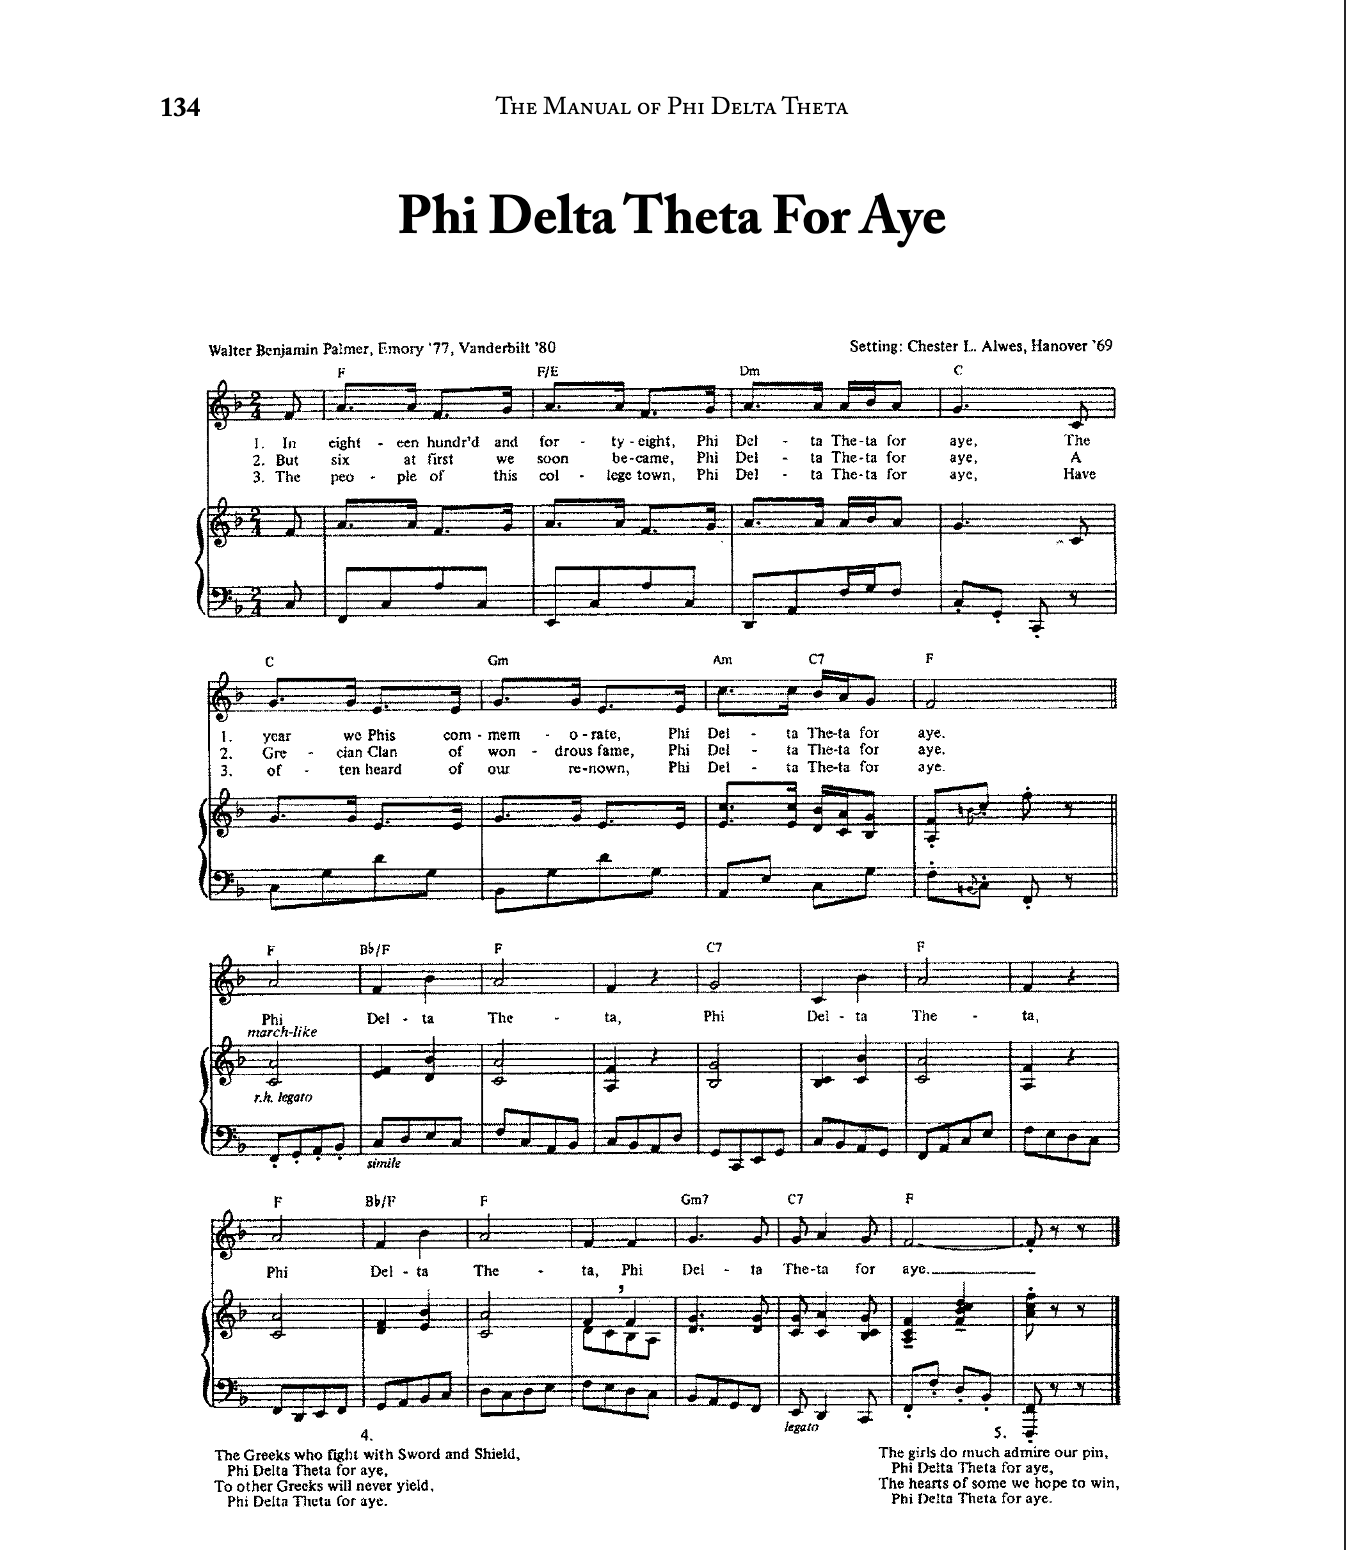 134
The Manual of Phi Delta Theta
Phi Delta Theta For Aye
Walter Benjamin Palmer, Emory '77, Vanderbilt '80
Setting: Chester L. Alwes, Hanover '69
F F/E Dm C
1. In eight - een hundr'd and for - ty - eight, Phi Del - ta The - ta for aye, The
2. But six at first we soon be - came, Phi Del - ta The - ta for aye, A
3. The peo - ple of this col - lege town, Phi Del - ta The - ta for aye, Have
C Gm Am C7 F
1. year we Phis com - mem - o - rate, Phi Del - ta The - ta for aye.
2. Gre - cian Clan of won - drous fame, Phi Del - ta The - ta for aye.
3. of - ten heard of our re - nown, Phi Del - ta The - ta for aye.
F B♭/F F C7 F
Phi Del - ta The - ta, Phi Del - ta The - ta,
march-like
r.h. legato
simile
F B♭/F F Gm7 C7 F
Phi Del - ta The - ta, Phi Del - ta The - ta for aye.
legato
4.
The Greeks who fight with Sword and Shield,
Phi Delta Theta for aye,
To other Greeks will never yield,
Phi Delta Theta for aye.
5.
The girls do much admire our pin,
Phi Delta Theta for aye,
The hearts of some we hope to win,
Phi Delta Theta for aye.